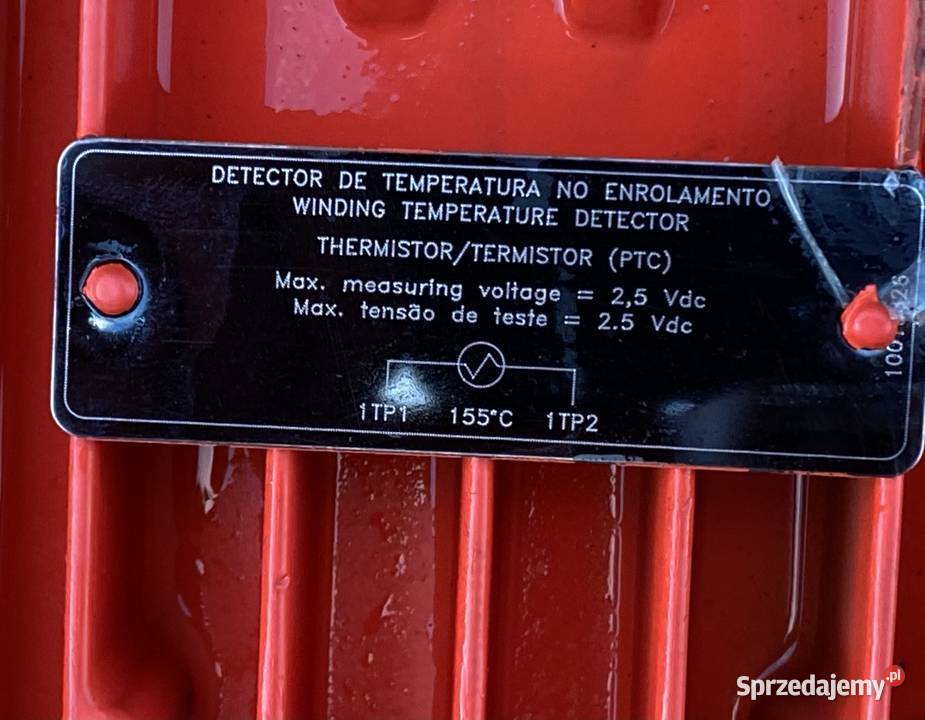 DETECTOR DE TEMPERATURA NO ENROLAMENTO
WINDING TEMPERATURE DETECTOR
THERMISTOR/TERMISTOR (PTC)
Max. measuring voltage = 2,5 Vdc
Max. tensão de teste = 2.5 Vdc
1TP1 155°C 1TP2
Sprzedajemy.pl